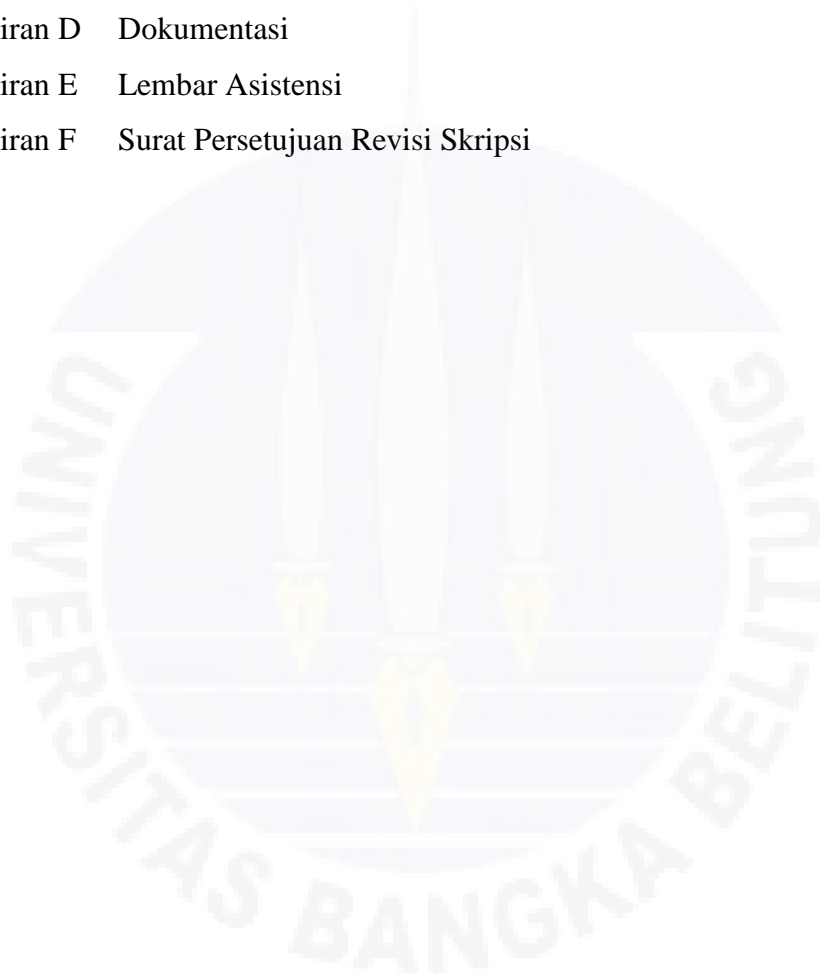 iran D Dokumentasi
iran E Lembar Asistensi
iran F Surat Persetujuan Revisi Skripsi
UNIVERSITAS BANGKA BELITUNG